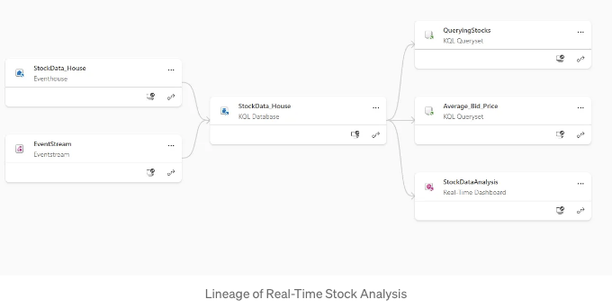 StockData_House
Eventhouse
EventStream
Eventstream
StockData_House
KQL Database
QueryingStocks
KQL Queryset
Average_Bid_Price
KQL Queryset
StockDataAnalysis
Real-Time Dashboard
Lineage of Real-Time Stock Analysis